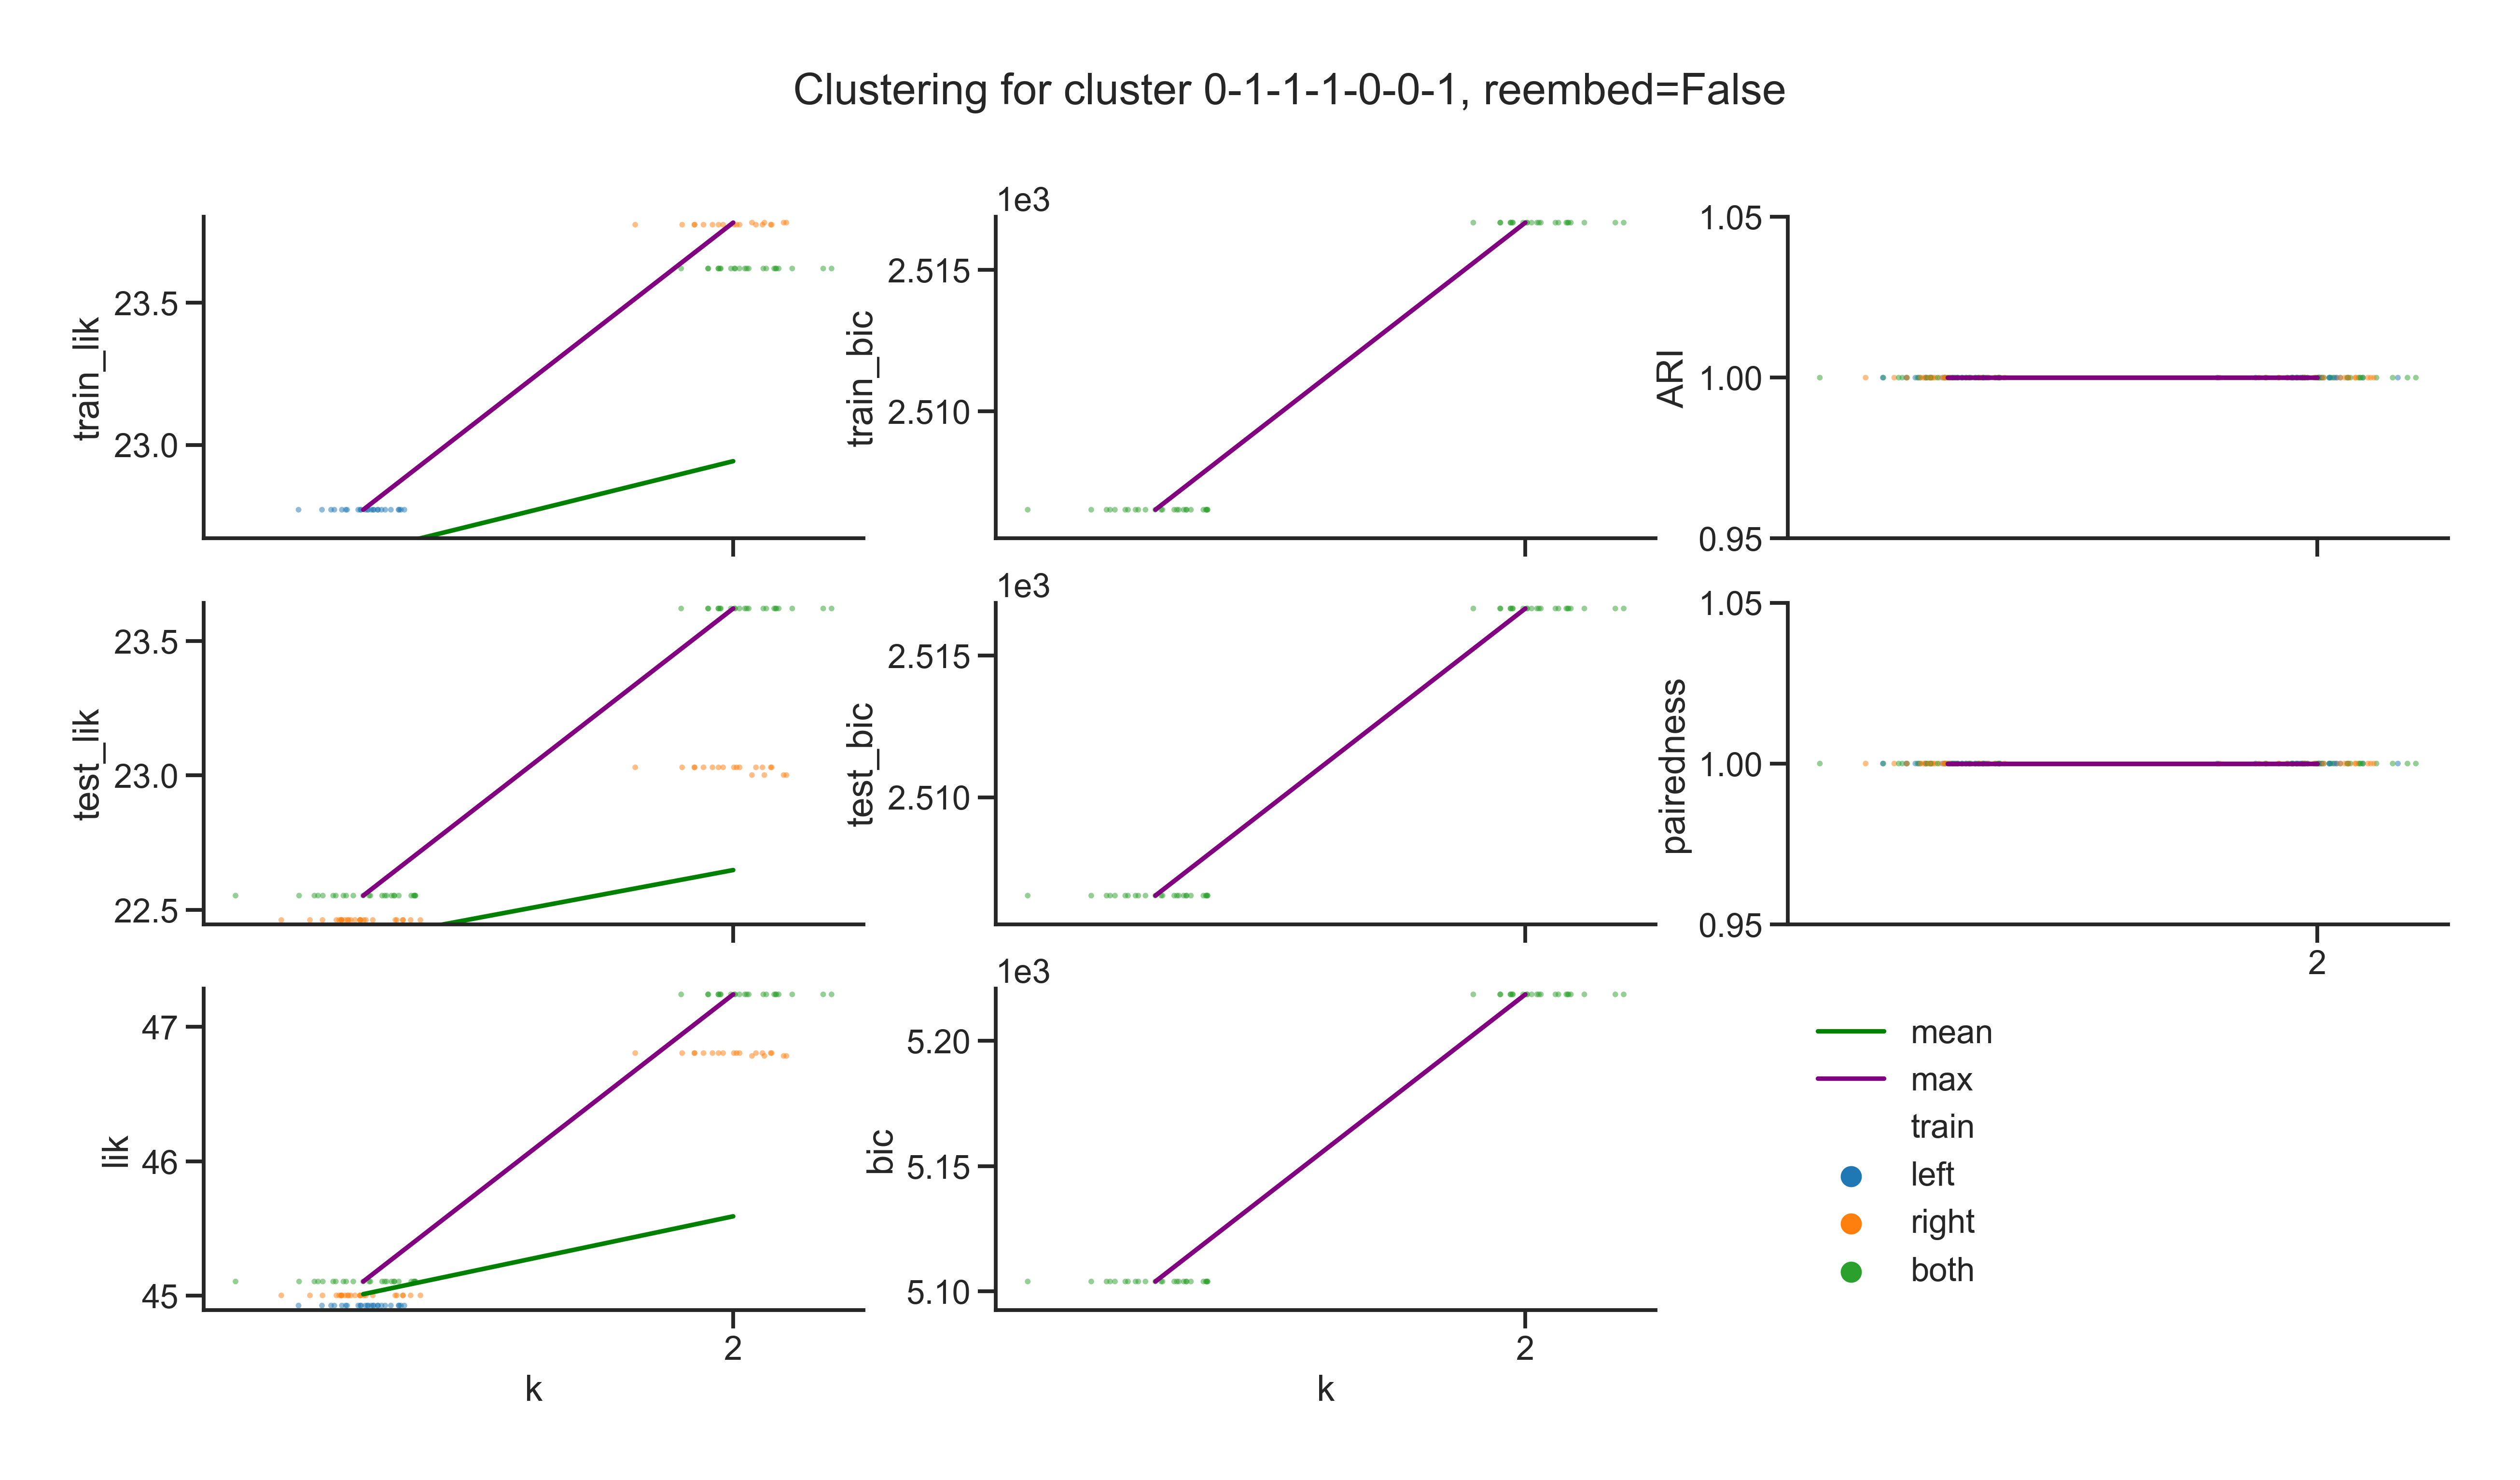 Clustering for cluster 0-1-1-1-0-0-1, reembed=False
train_lik
23.5
23.0
1e3
train_bic
2.515
2.510
ARI
1.05
1.00
0.95
test_lik
23.5
23.0
22.5
1e3
test_bic
2.515
2.510
pairedness
1.05
1.00
0.95
2
lik
47
46
45
2
k
1e3
bic
5.20
5.15
5.10
2
k
mean
max
train
left
right
both